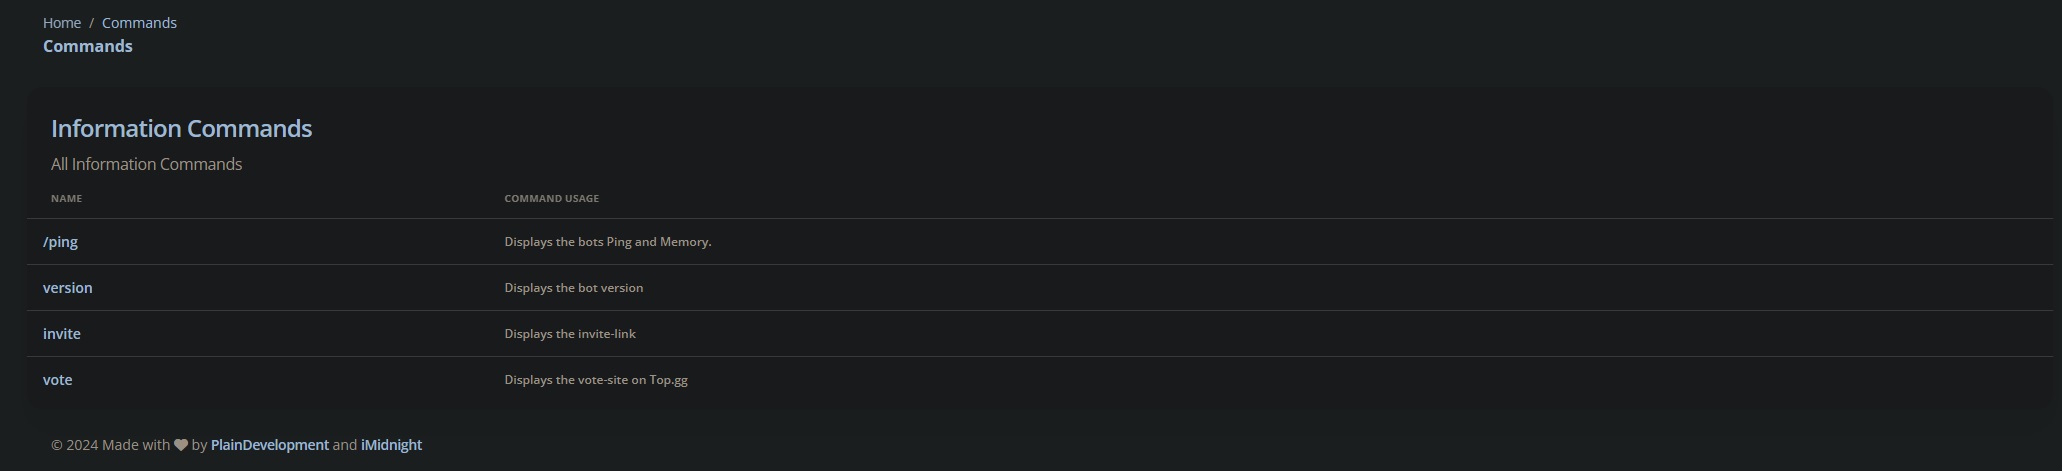 Home / Commands
Commands
Information Commands
All Information Commands
NAME COMMAND USAGE
/ping Displays the bots Ping and Memory.
version Displays the bot version
invite Displays the invite-link
vote Displays the vote-site on Top.gg
© 2024 Made with ♥ by PlainDevelopment and iMidnight